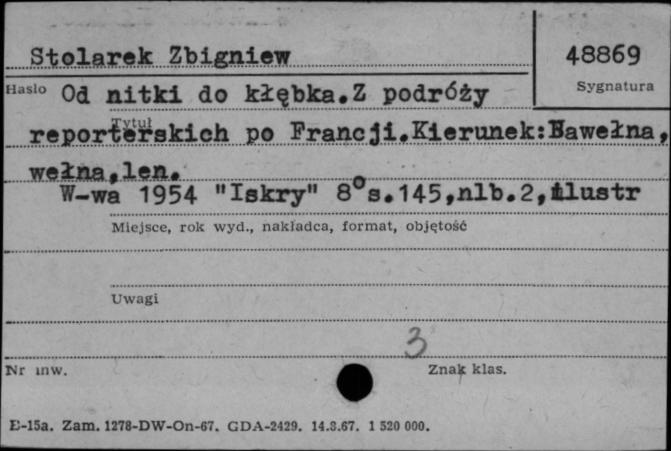 Stolarek Zbigniew
48869
Sygnatura
Hasło Od nitki do kłębka.Z podróży
Tytuł
reporterskich po Francji.Kierunek:Bawełna,
wełna,len.
W-wa 1954 "Iskry" 8°s.145,nlb.2,ilustr
Miejsce, rok wyd., nakładca, format, objętość
Uwagi
3
Nr inw.
Znak klas.
E-15a. Zam. 1278-DW-On-67. GDA-2429. 14.8.67. 1 520 000.